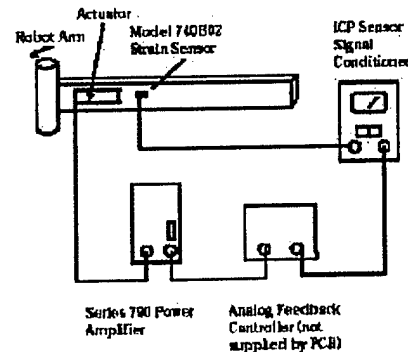 Actuator
Robot Arm
Model 740B02
Strain Sensor
ICP Sensor
Signal
Conditioner
Series 790 Power
Amplifier
Analog Feedback
Controller (not
supplied by PCB)